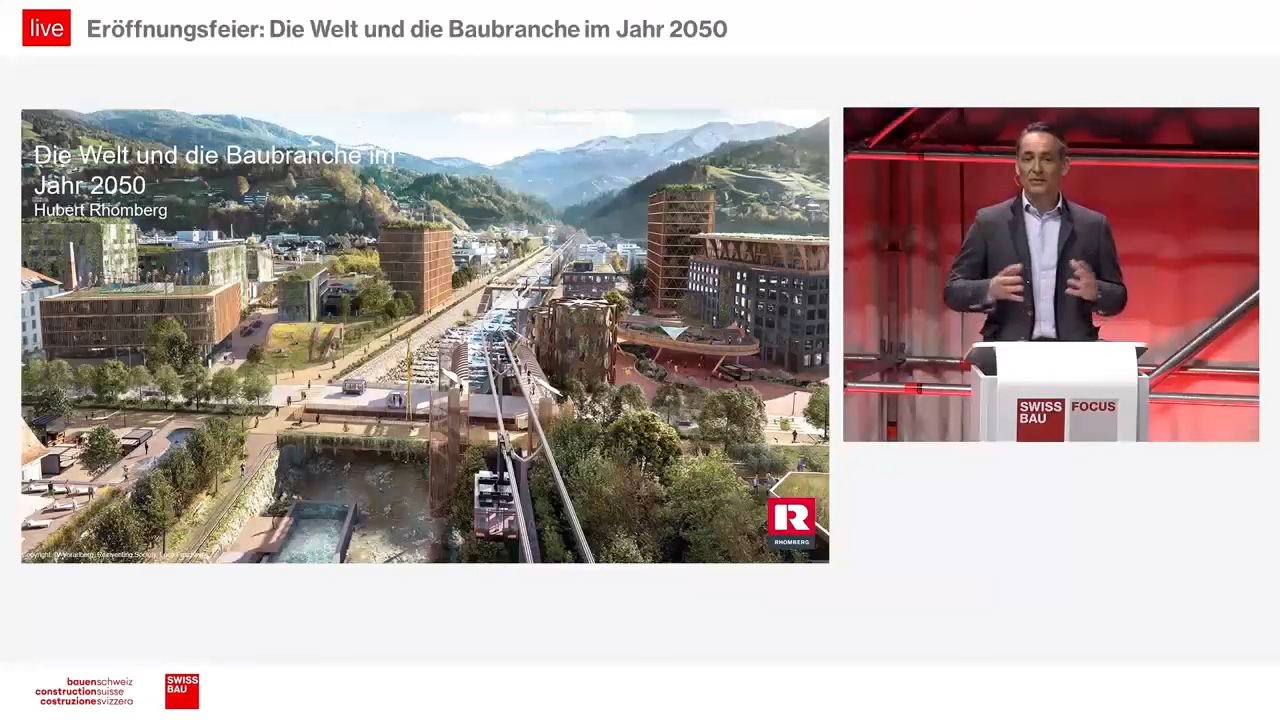 live
Eröffnungsfeier: Die Welt und die Baubranche im Jahr 2050
Die Welt und die Baubranche im
Jahr 2050
Hubert Rhomberg
R
RHOMBERG
SWISS
BAU
FOCUS
bauenschweiz
constructionsuisse
costruzionesvizzera
SWISS
BAU